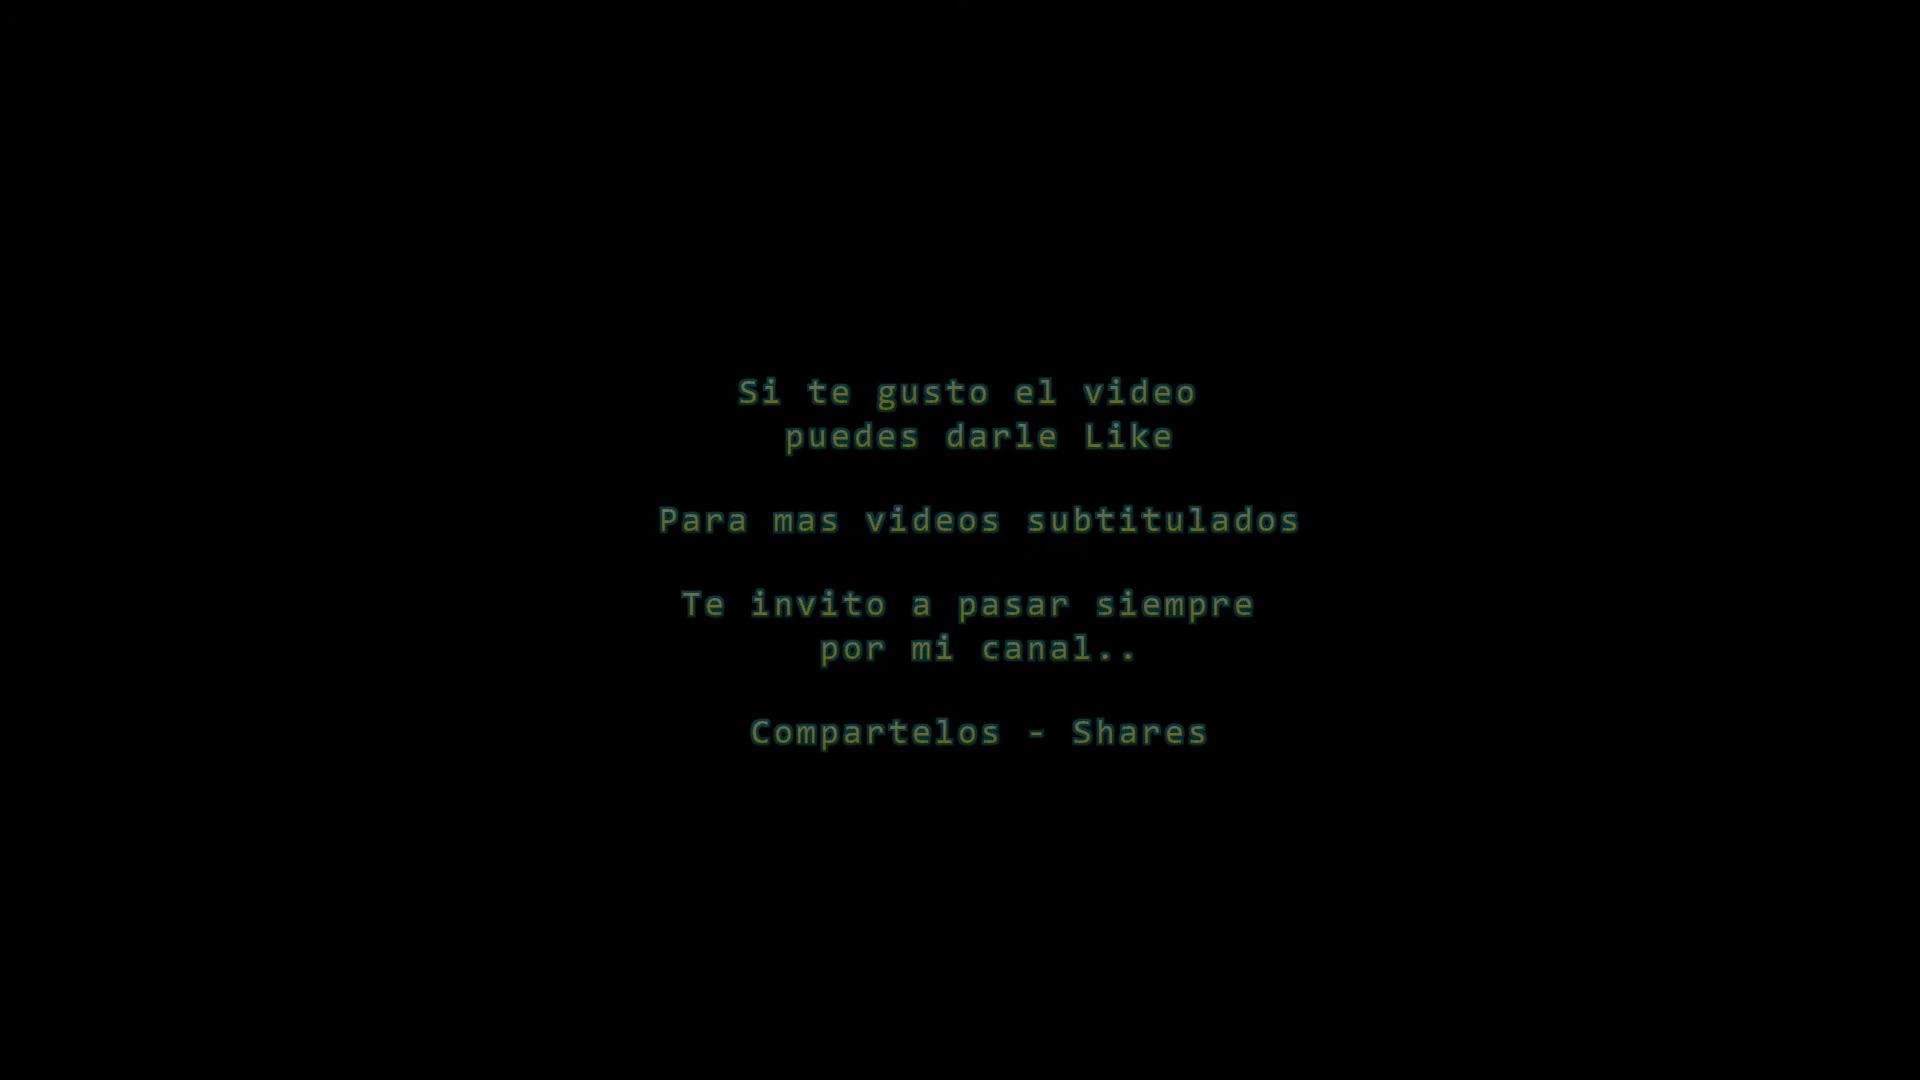 Si te gusto el video
puedes darle Like
Para mas videos subtitulados
Te invito a pasar siempre
por mi canal..
Compartelos - Shares